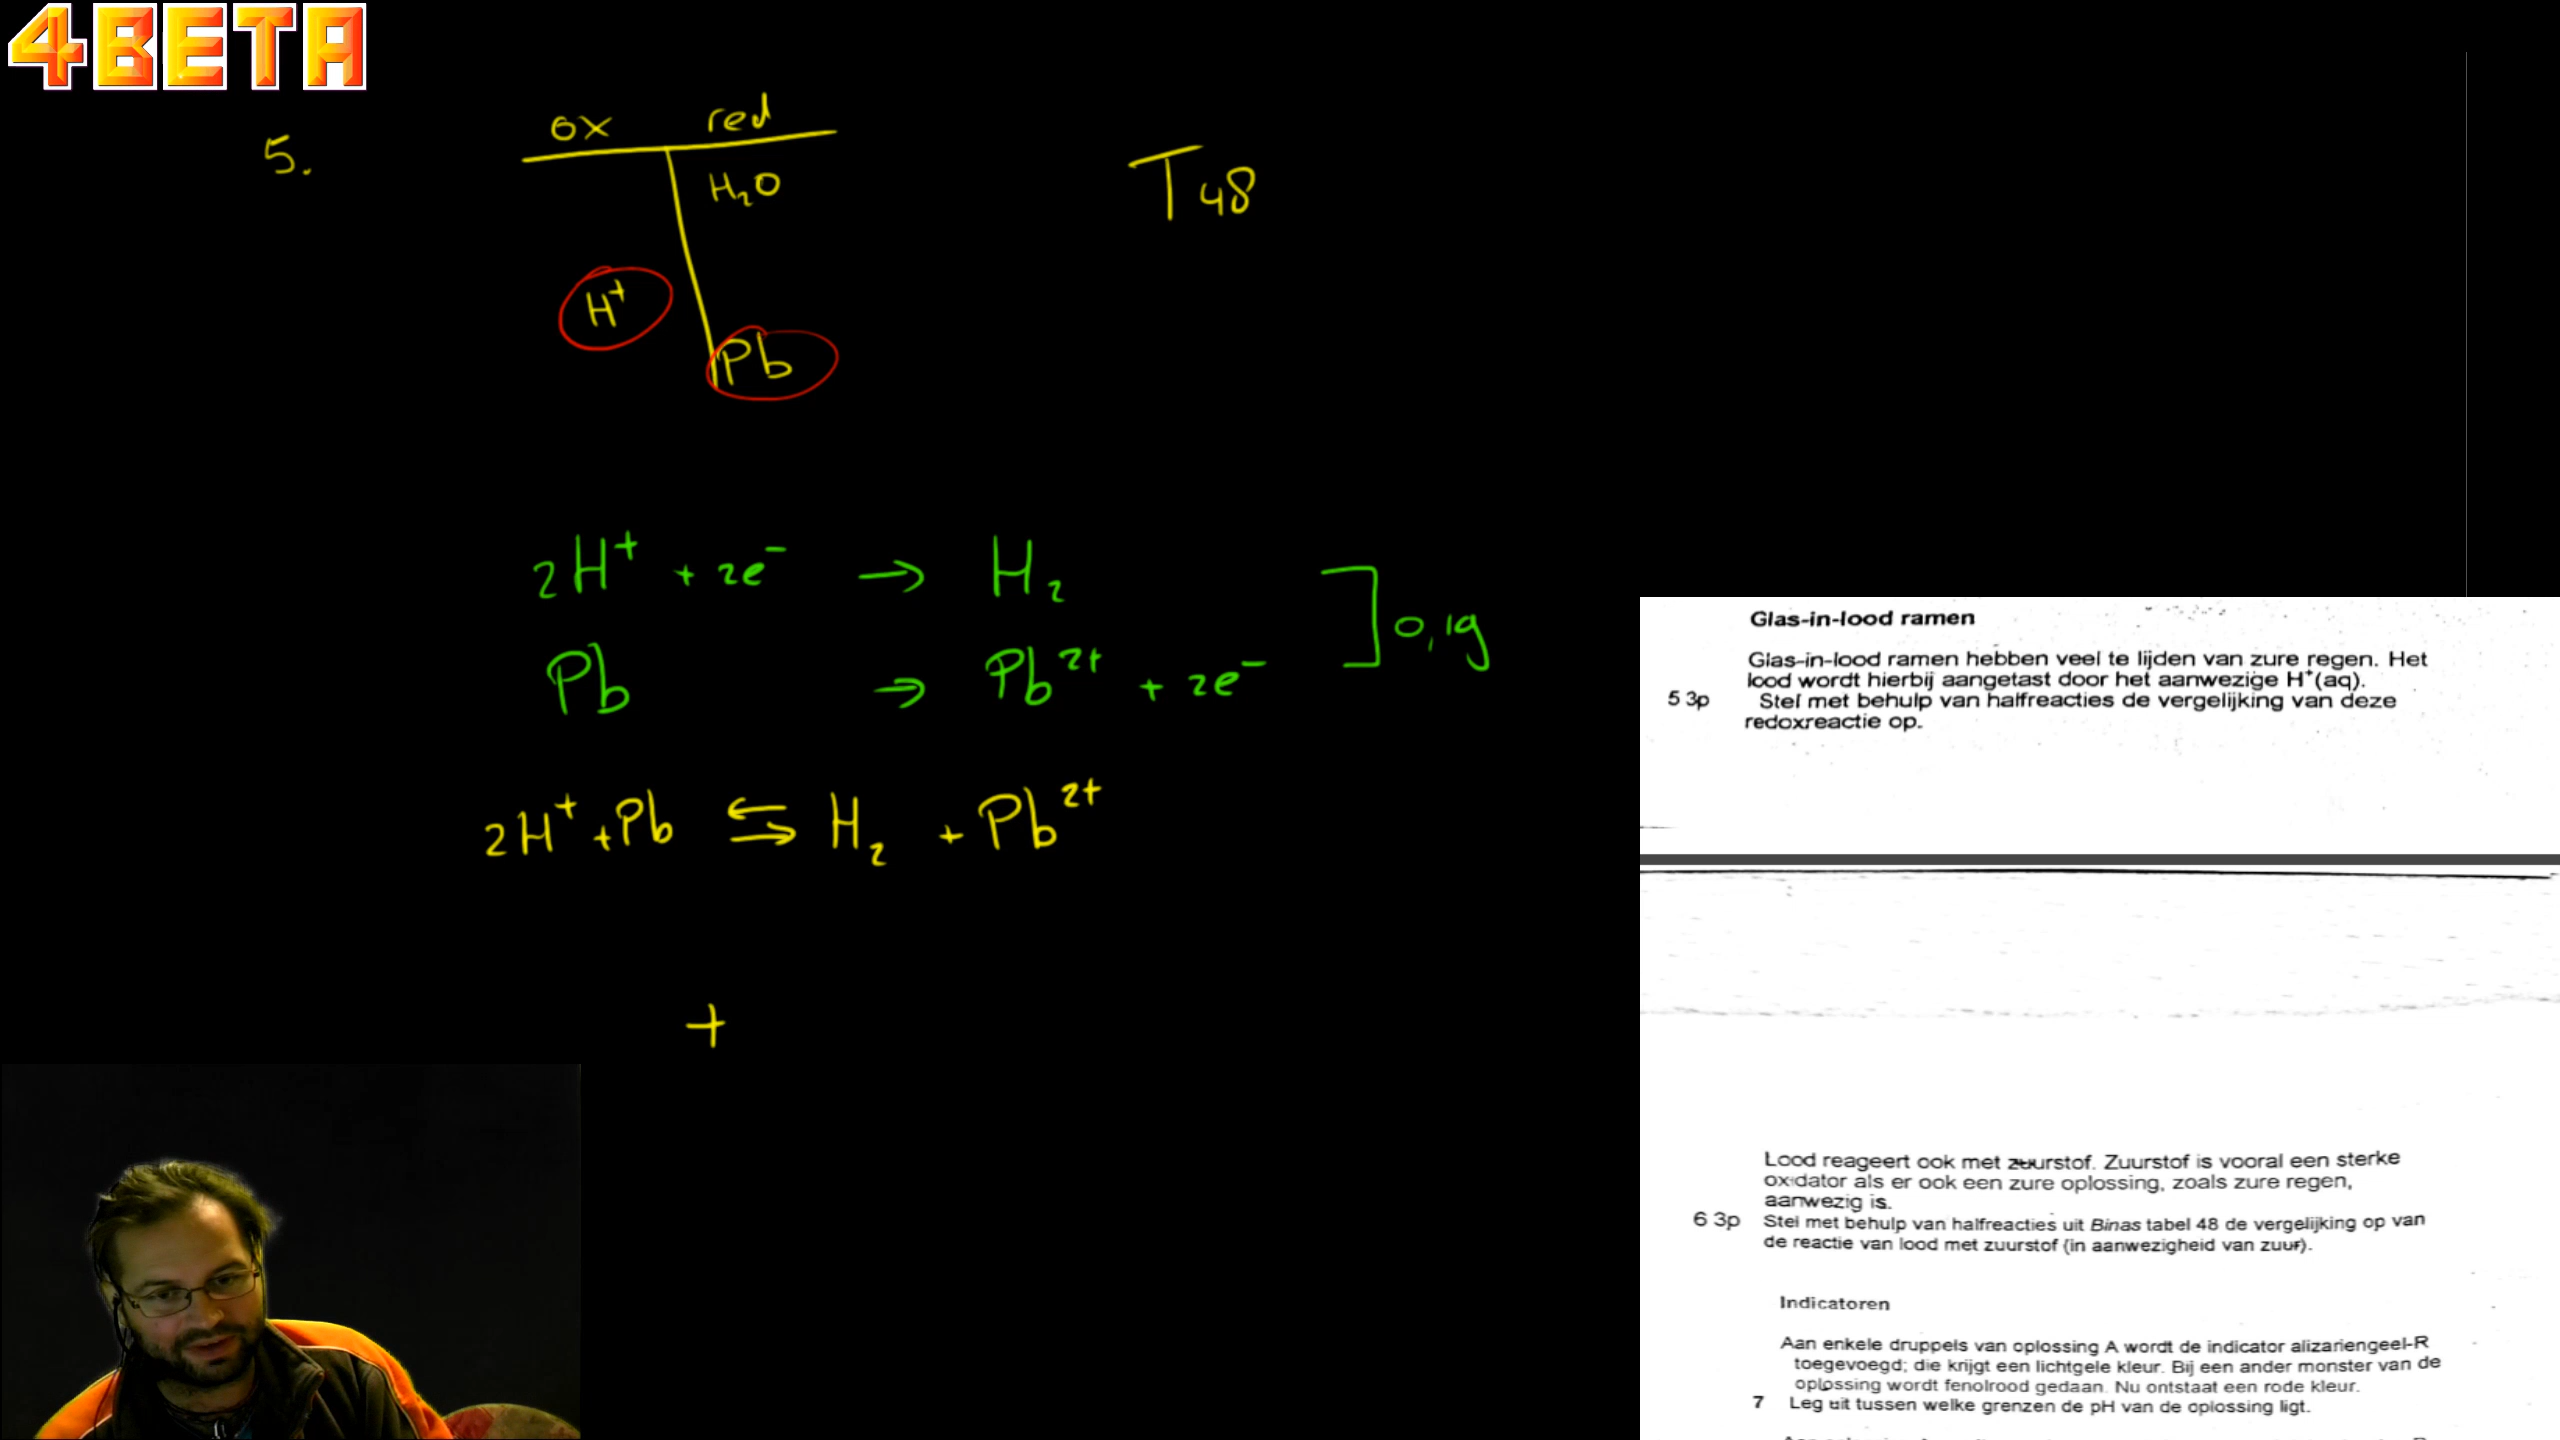 4BETA
5.
ox red
H₂O
T48
H⁺
Pb
2H⁺ + 2e⁻ → H₂
Pb → Pb²⁺ + 2e⁻
] 0,19
2H⁺ + Pb ⇆ H₂ + Pb²⁺
+
Glas-in-lood ramen
Glas-in-lood ramen hebben veel te lijden van zure regen. Het
lood wordt hierbij aangetast door het aanwezige H⁺(aq).
5 3p Stel met behulp van halfreacties de vergelijking van deze
redoxreactie op.
Lood reageert ook met zuurstof. Zuurstof is vooral een sterke
oxidator als er ook een zure oplossing, zoals zure regen,
aanwezig is.
6 3p Stel met behulp van halfreacties uit Binas tabel 48 de vergelijking op van
de reactie van lood met zuurstof (in aanwezigheid van zuur).
Indicatoren
Aan enkele druppels van oplossing A wordt de indicator alizariengeel-R
toegevoegd; die krijgt een lichtgele kleur. Bij een ander monster van de
oplossing wordt fenolrood gedaan. Nu ontstaat een rode kleur.
7 Leg uit tussen welke grenzen de pH van de oplossing ligt.